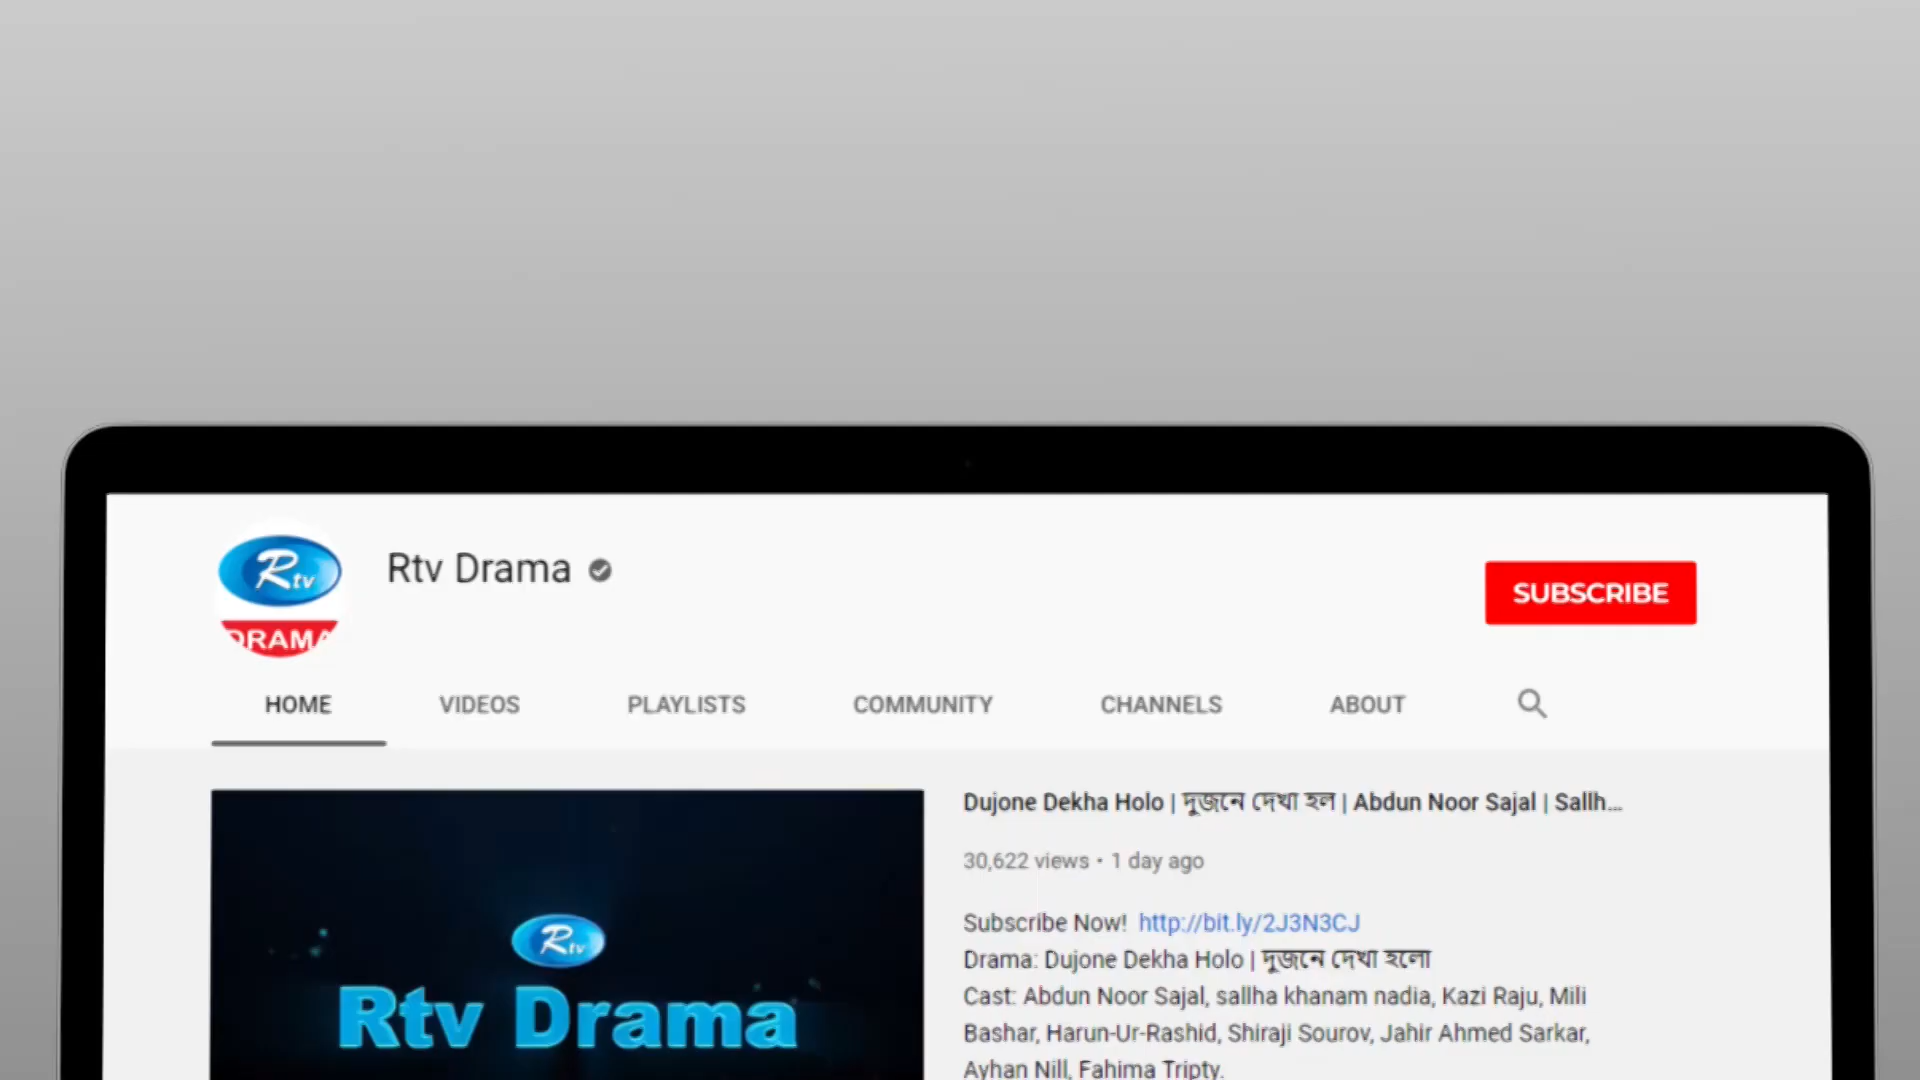 Rtv
DRAMA
Rtv Drama
SUBSCRIBE
HOME VIDEOS PLAYLISTS COMMUNITY CHANNELS ABOUT
Rtv
Rtv Drama
Dujone Dekha Holo | দুজনে দেখা হল | Abdun Noor Sajal | Sallh...
30,622 views • 1 day ago
Subscribe Now! http://bit.ly/2J3N3CJ
Drama: Dujone Dekha Holo | দুজনে দেখা হলো
Cast: Abdun Noor Sajal, sallha khanam nadia, Kazi Raju, Mili
Bashar, Harun-Ur-Rashid, Shiraji Sourov, Jahir Ahmed Sarkar,
Ayhan Nill, Fahima Tripty.